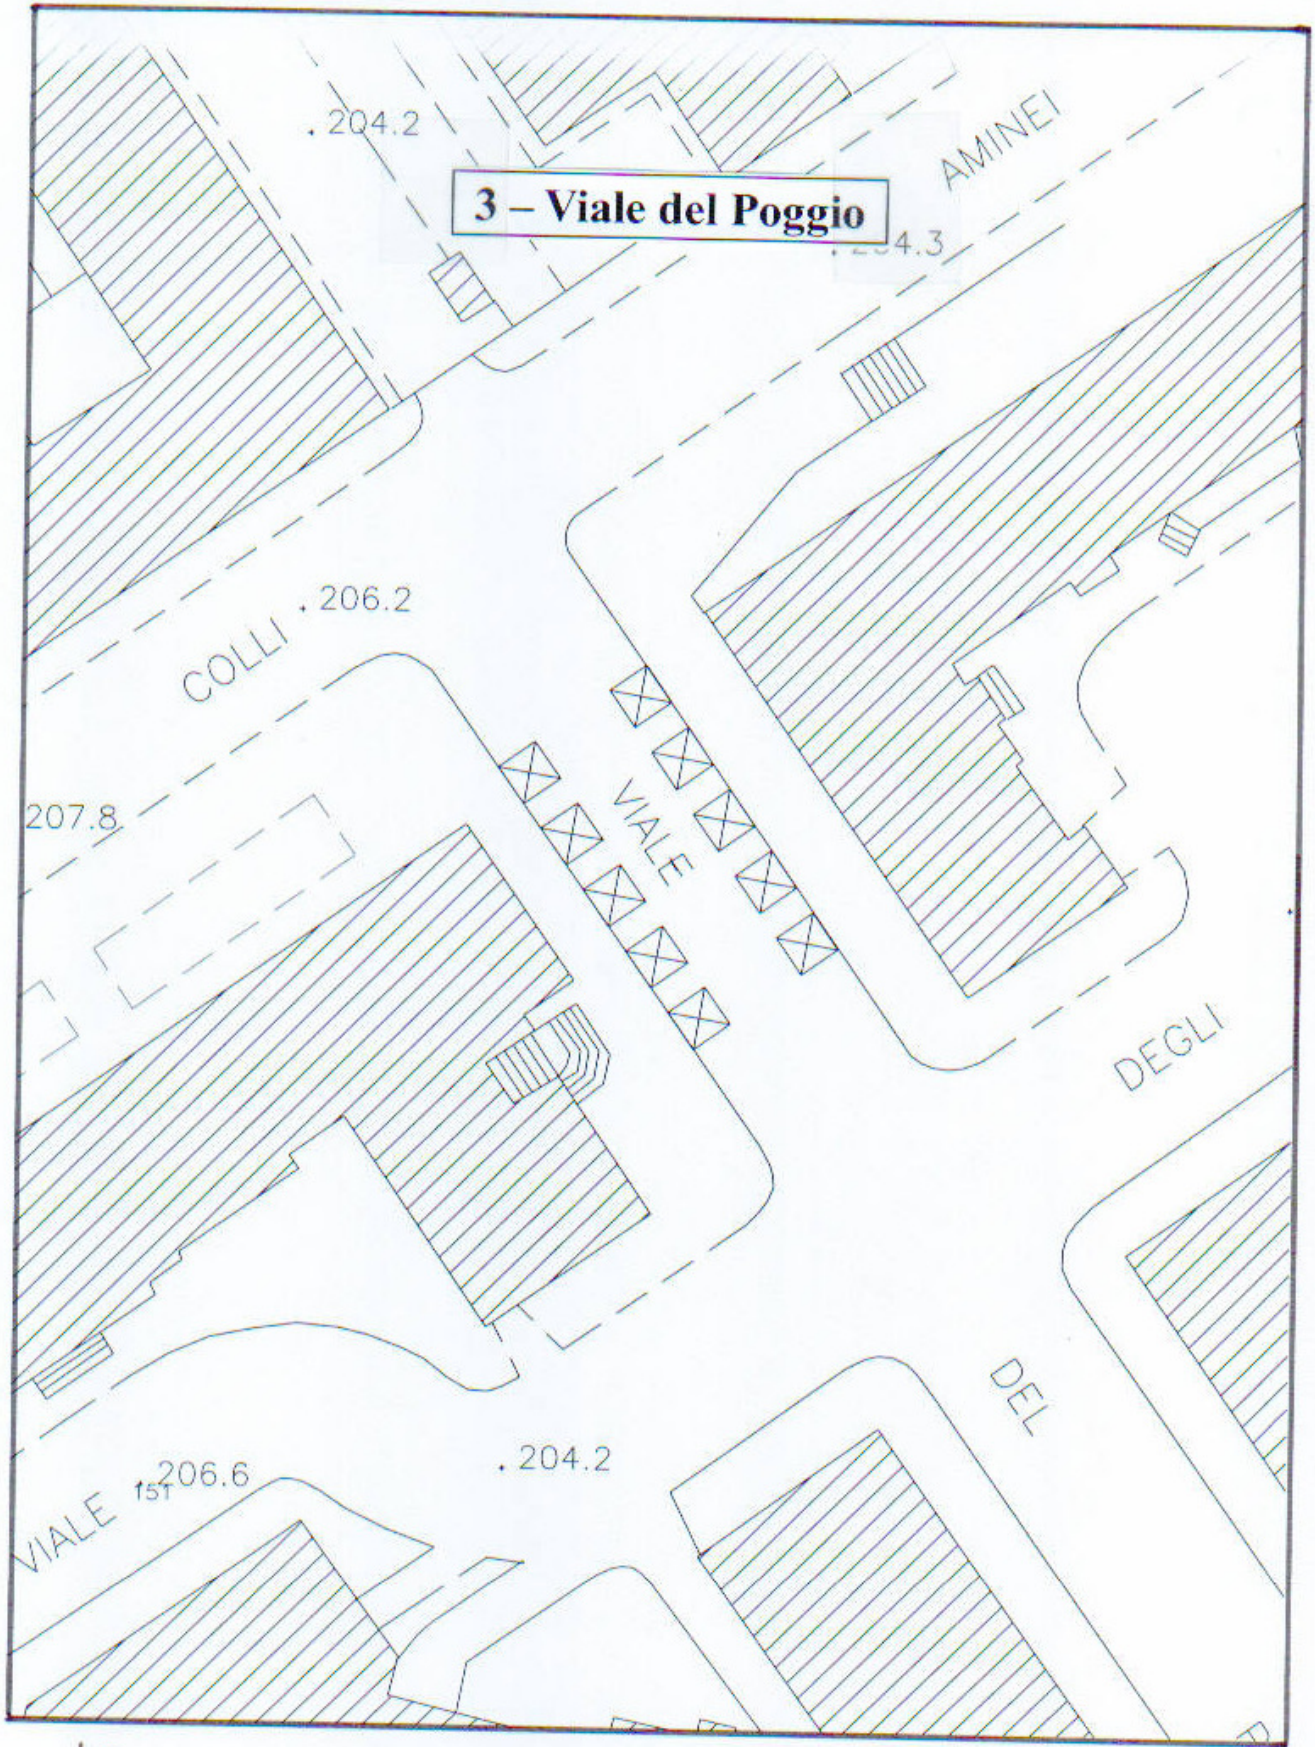 204.2
AMINEI
3 – Viale del Poggio
4.3
206.2
COLLI
207.8
VIALE
DEGLI
DEL
204.2
206.6
VIALE